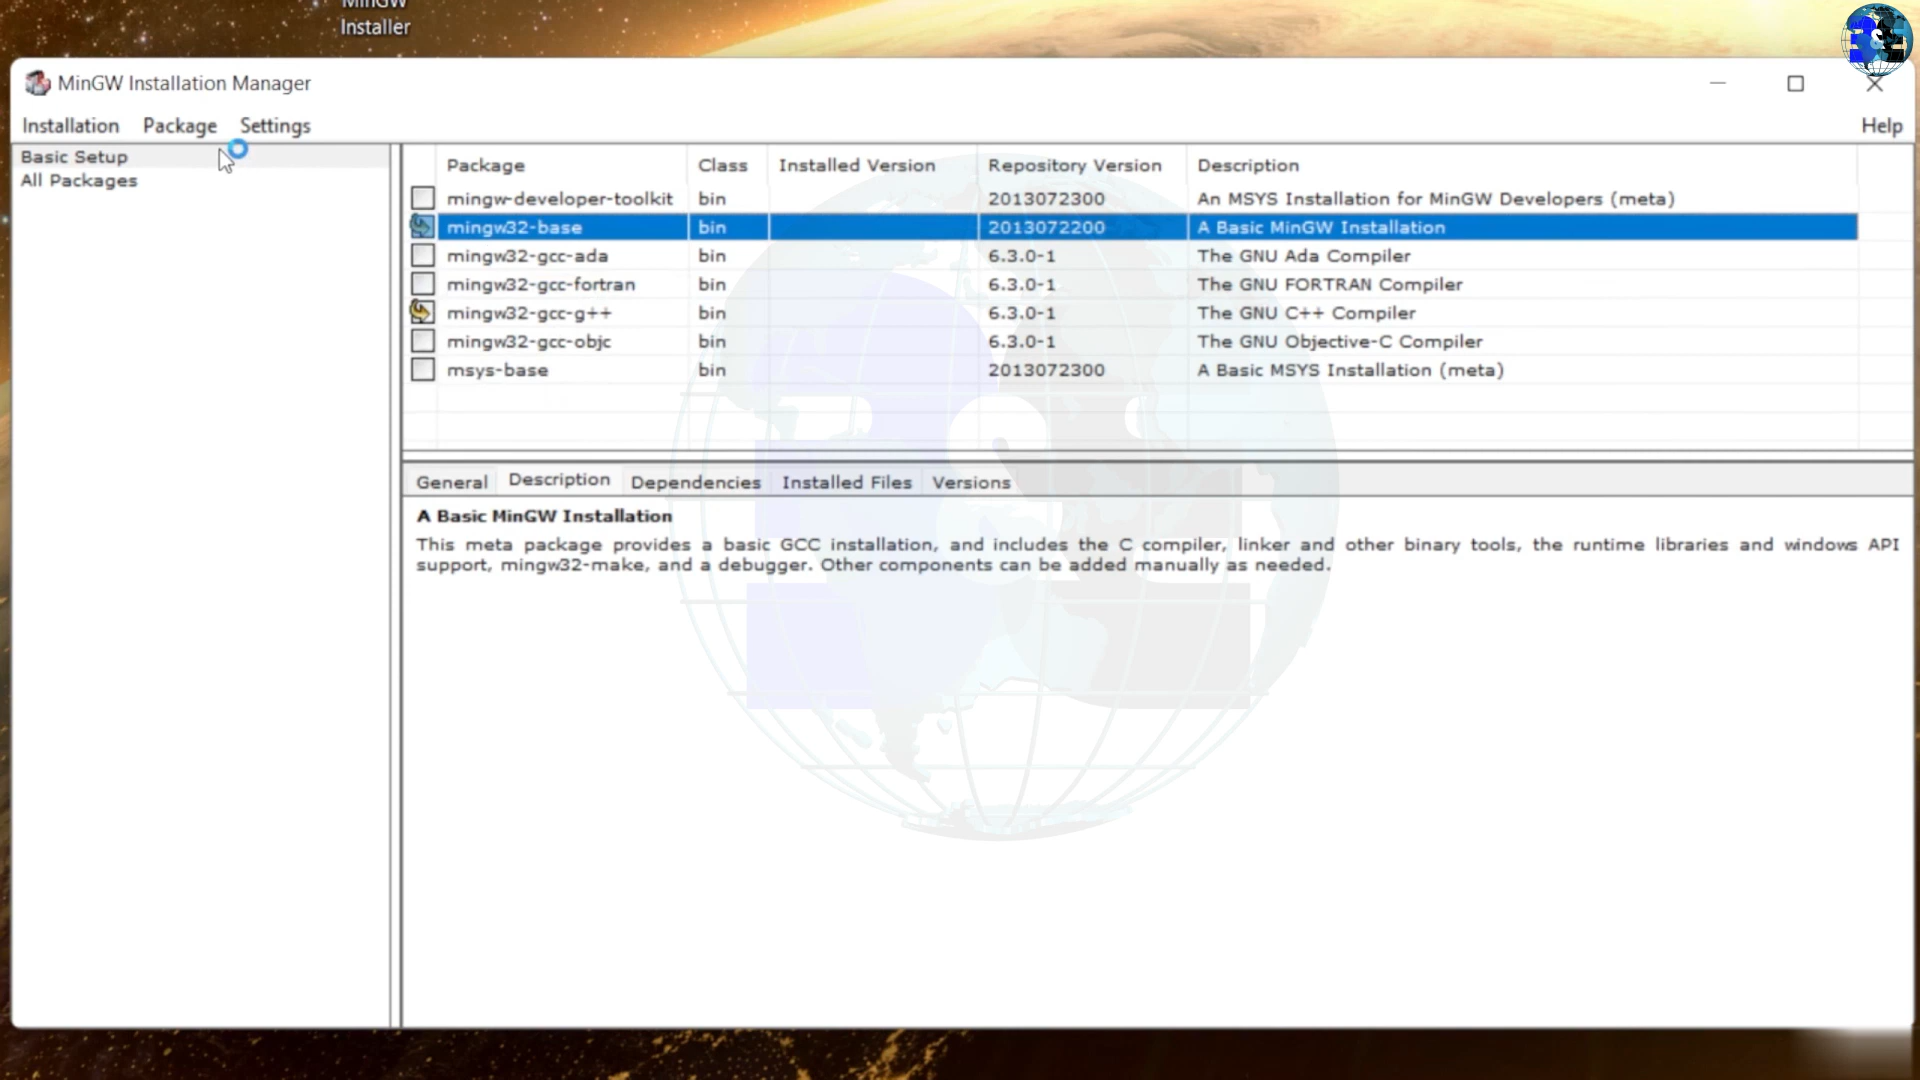 MinGW
Installer
MinGW Installation Manager
Installation Package Settings Help
Basic Setup
All Packages
Package Class Installed Version Repository Version Description
mingw-developer-toolkit bin 2013072300 An MSYS Installation for MinGW Developers (meta)
mingw32-base bin 2013072200 A Basic MinGW Installation
mingw32-gcc-ada bin 6.3.0-1 The GNU Ada Compiler
mingw32-gcc-fortran bin 6.3.0-1 The GNU FORTRAN Compiler
mingw32-gcc-g++ bin 6.3.0-1 The GNU C++ Compiler
mingw32-gcc-objc bin 6.3.0-1 The GNU Objective-C Compiler
msys-base bin 2013072300 A Basic MSYS Installation (meta)
General Description Dependencies Installed Files Versions
A Basic MinGW Installation
This meta package provides a basic GCC installation, and includes the C compiler, linker and other binary tools, the runtime libraries and windows API
support, mingw32-make, and a debugger. Other components can be added manually as needed.